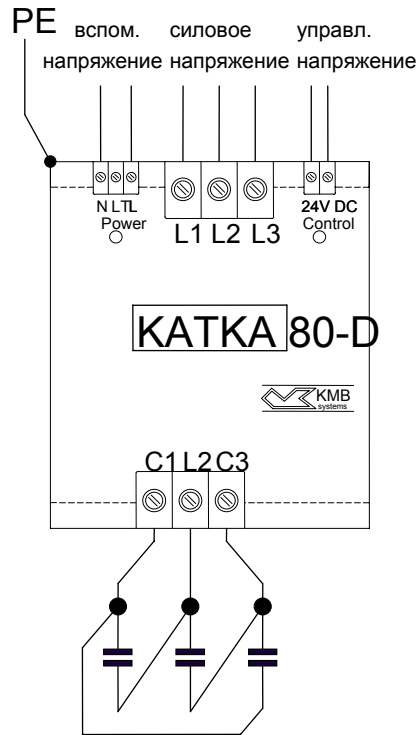 PE
вспом. силовое управл.
напряжение напряжение напряжение
N LTL 24V DC
Power Control
L1 L2 L3
KATKA 80-D
KMB
systems
C1 L2 C3